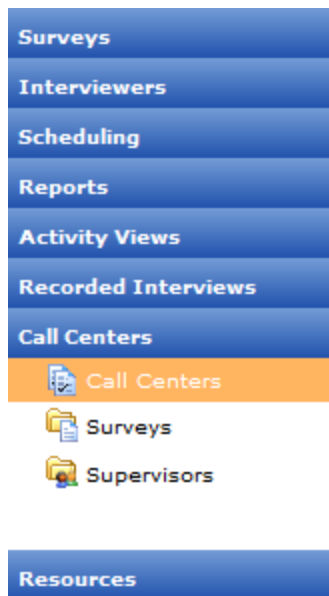 Surveys
Interviewers
Scheduling
Reports
Activity Views
Recorded Interviews
Call Centers
Call Centers
Surveys
Supervisors
Resources